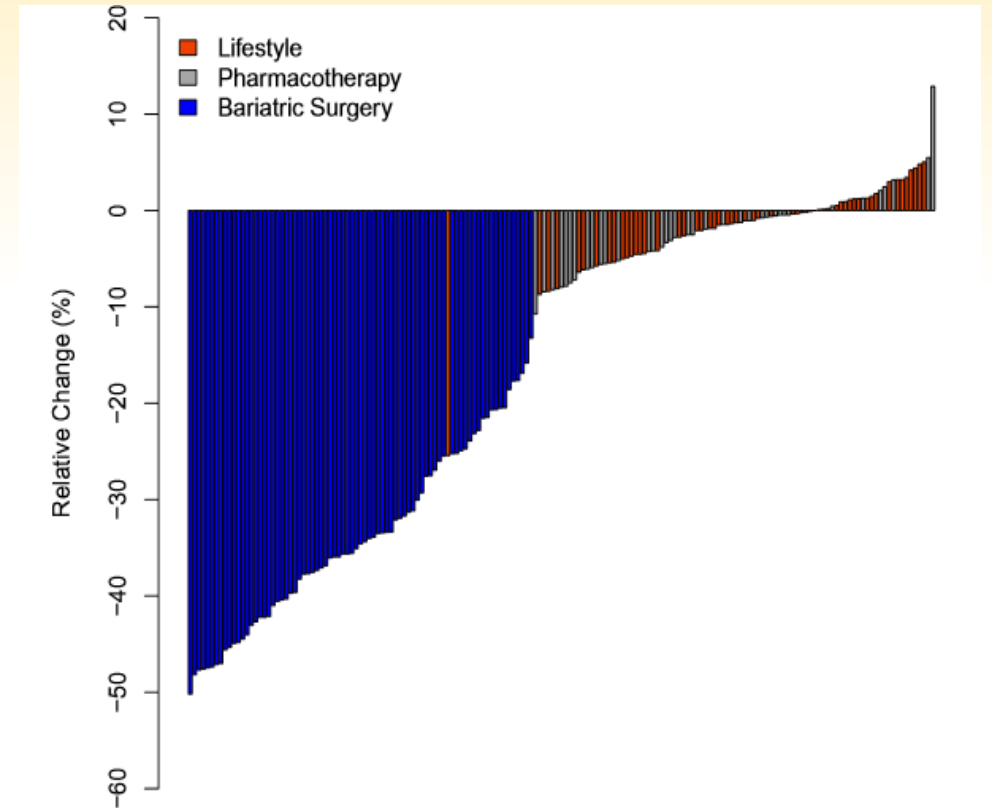 Lifestyle
Pharmacotherapy
Bariatric Surgery
Relative Change (%)
20
10
0
−10
−20
−30
−40
−50
−60